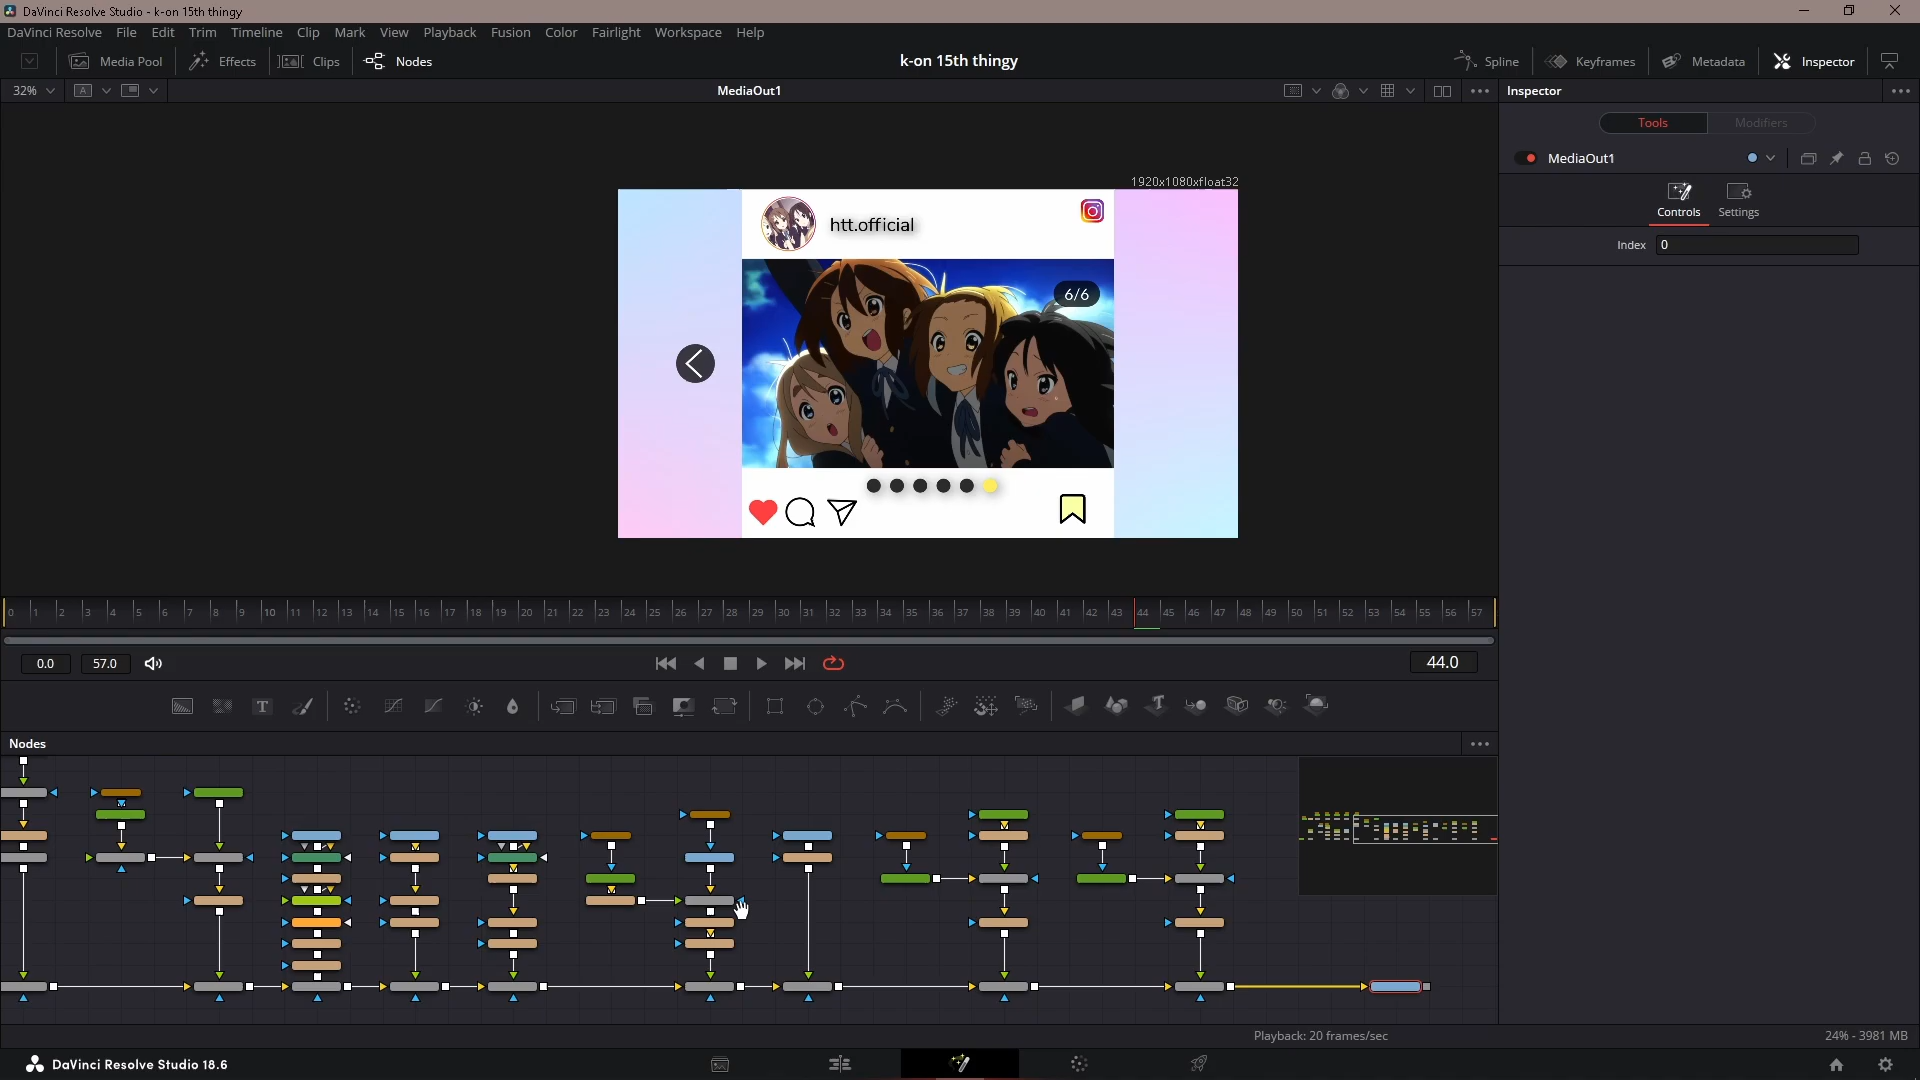 DaVinci Resolve Studio - k-on 15th thingy
DaVinci Resolve File Edit Trim Timeline Clip Mark View Playback Fusion Color Fairlight Workspace Help
Media Pool Effects Clips Nodes k-on 15th thingy Spline Keyframes Metadata Inspector
32% A MediaOut1 Inspector
Tools Modifiers
MediaOut1
1920x1080xfloat32
Controls Settings
htt.official
Index 0
6/6
0 1 2 3 4 5 6 7 8 9 10 11 12 13 14 15 16 17 18 19 20 21 22 23 24 25 26 27 28 29 30 31 32 33 34 35 36 37 38 39 40 41 42 43 44 45 46 47 48 49 50 51 52 53 54 55 56 57
0.0 57.0 44.0
T T
Nodes
Playback: 20 frames/sec 24% - 3981 MB
DaVinci Resolve Studio 18.6